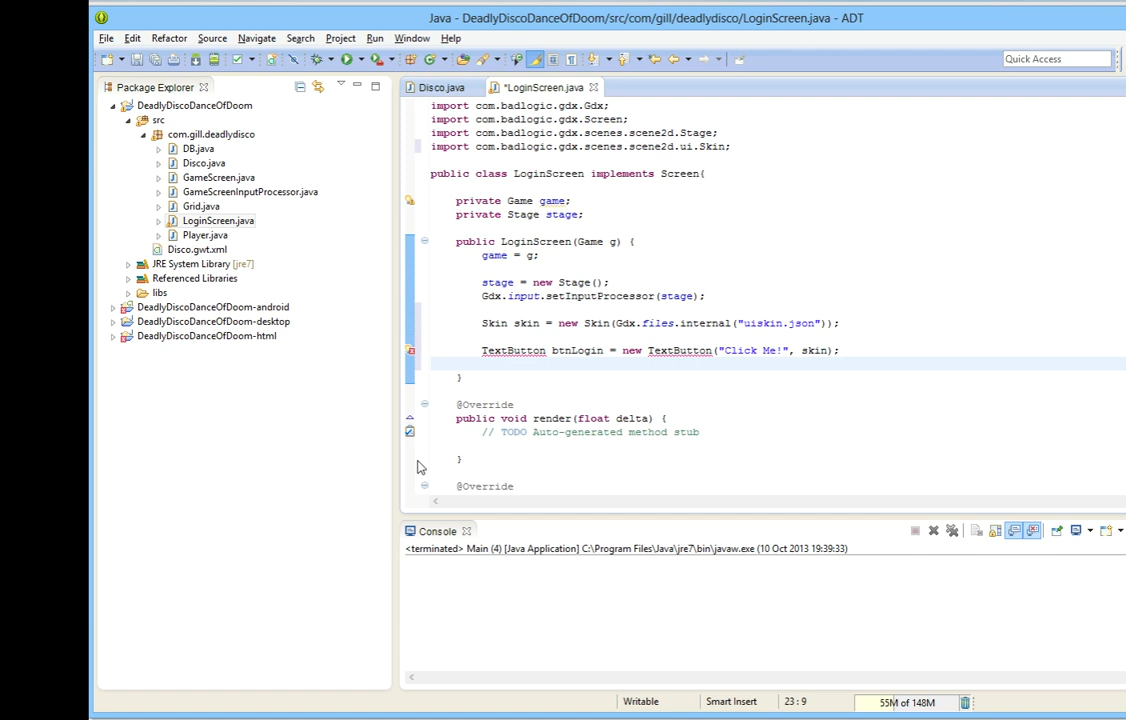 Java - DeadlyDiscoDanceOfDoom/src/com/gill/deadlydisco/LoginScreen.java - ADT
File Edit Refactor Source Navigate Search Project Run Window Help
Quick Access
Package Explorer
DeadlyDiscoDanceOfDoom
src
com.gill.deadlydisco
DB.java
Disco.java
GameScreen.java
GameScreenInputProcessor.java
Grid.java
LoginScreen.java
Player.java
Disco.gwt.xml
JRE System Library [jre7]
Referenced Libraries
libs
DeadlyDiscoDanceOfDoom-android
DeadlyDiscoDanceOfDoom-desktop
DeadlyDiscoDanceOfDoom-html
Disco.java *LoginScreen.java
import com.badlogic.gdx.Gdx;
import com.badlogic.gdx.Screen;
import com.badlogic.gdx.scenes.scene2d.Stage;
import com.badlogic.gdx.scenes.scene2d.ui.Skin;
public class LoginScreen implements Screen{
private Game game;
private Stage stage;
public LoginScreen(Game g) {
game = g;
stage = new Stage();
Gdx.input.setInputProcessor(stage);
Skin skin = new Skin(Gdx.files.internal("uiskin.json"));
TextButton btnLogin = new TextButton("Click Me!", skin);
}
@Override
public void render(float delta) {
// TODO Auto-generated method stub
}
@Override
Console
<terminated> Main (4) [Java Application] C:\Program Files\Java\jre7\bin\javaw.exe (10 Oct 2013 19:39:33)
Writable Smart Insert 23 : 9 55M of 148M